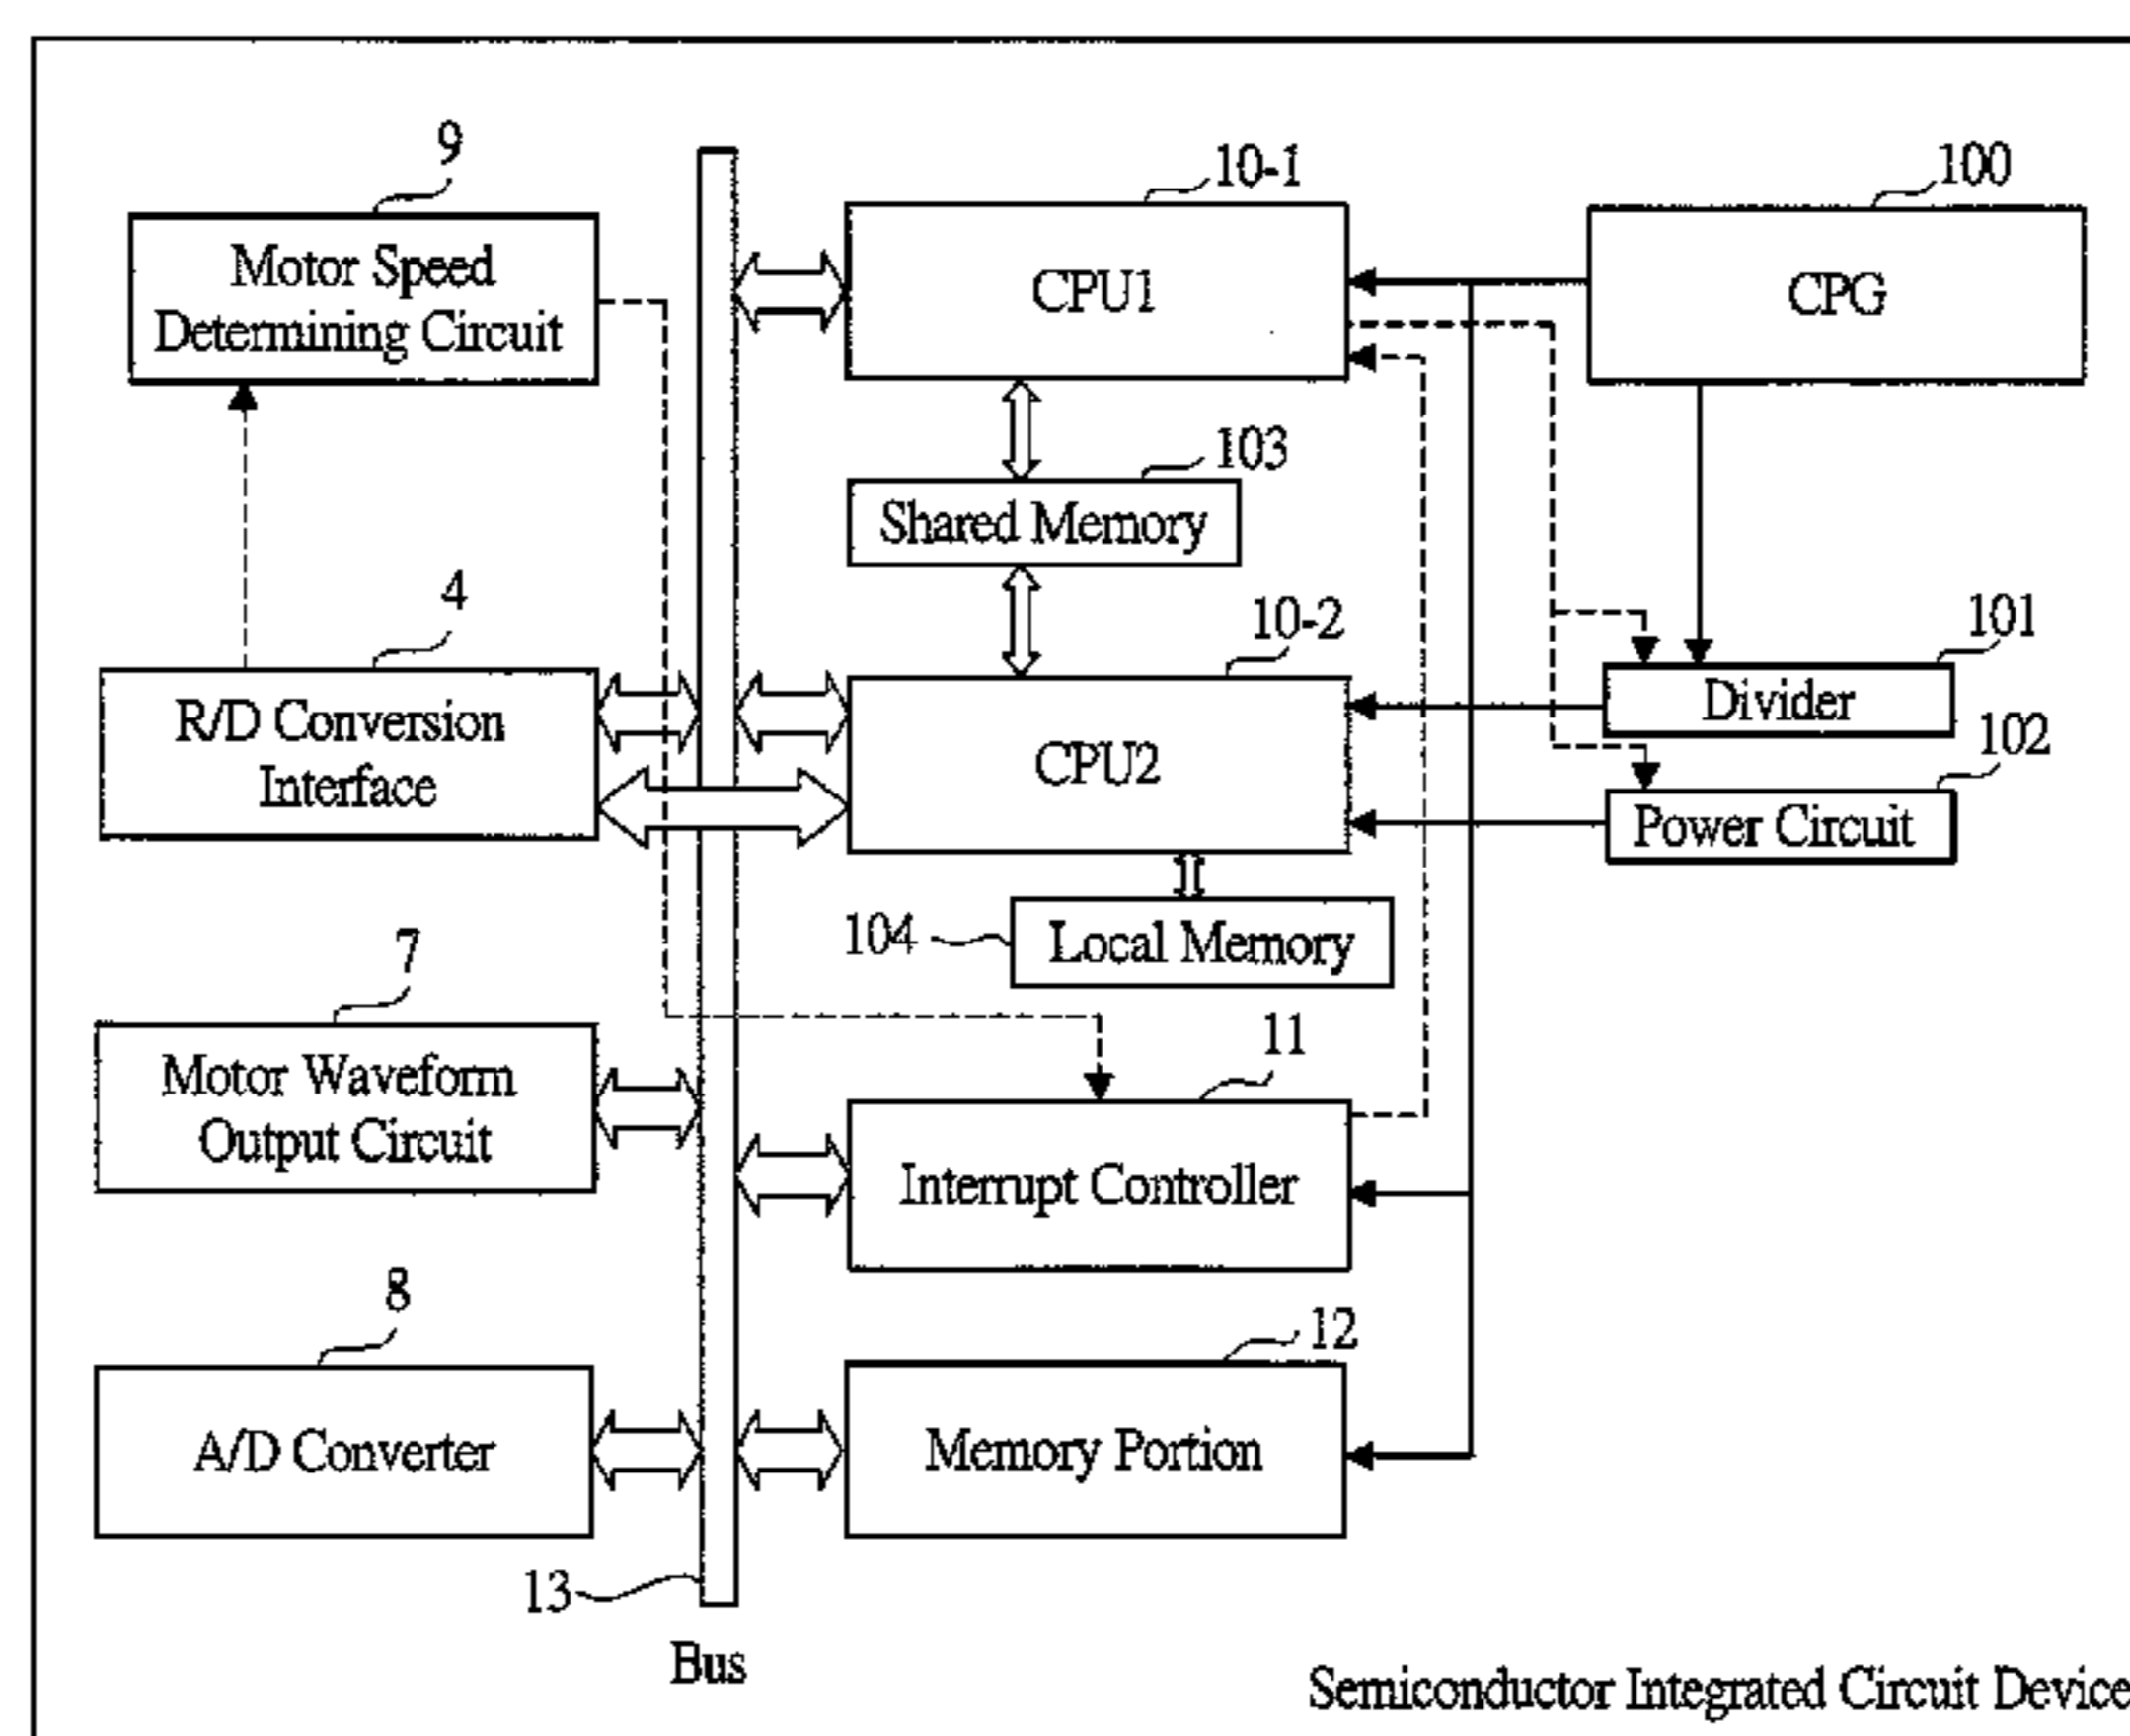 9
Motor Speed
Determining Circuit
10-1
CPU1
100
CPG
103
Shared Memory
4
R/D Conversion
Interface
10-2
CPU2
101
Divider
102
Power Circuit
104
Local Memory
7
Motor Waveform
Output Circuit
11
Interrupt Controller
8
A/D Converter
12
Memory Portion
13
Bus
Semiconductor Integrated Circuit Device